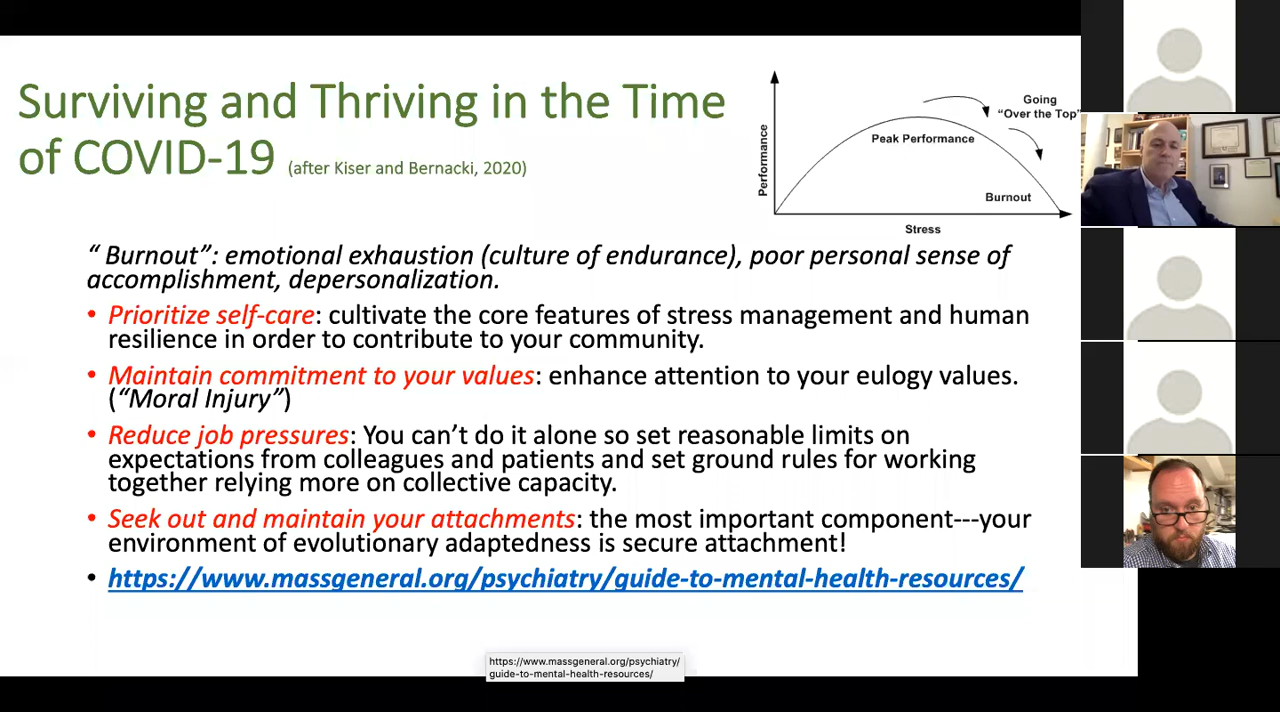 Surviving and Thriving in the Time
of COVID-19 (after Kiser and Bernacki, 2020)
Going
"Over the Top"
Peak Performance
Performance
Burnout
Stress
“ Burnout”: emotional exhaustion (culture of endurance), poor personal sense of
accomplishment, depersonalization.
• Prioritize self-care: cultivate the core features of stress management and human
resilience in order to contribute to your community.
• Maintain commitment to your values: enhance attention to your eulogy values.
(“Moral Injury”)
• Reduce job pressures: You can’t do it alone so set reasonable limits on
expectations from colleagues and patients and set ground rules for working
together relying more on collective capacity.
• Seek out and maintain your attachments: the most important component---your
environment of evolutionary adaptedness is secure attachment!
• https://www.massgeneral.org/psychiatry/guide-to-mental-health-resources/
https://www.massgeneral.org/psychiatry/
guide-to-mental-health-resources/